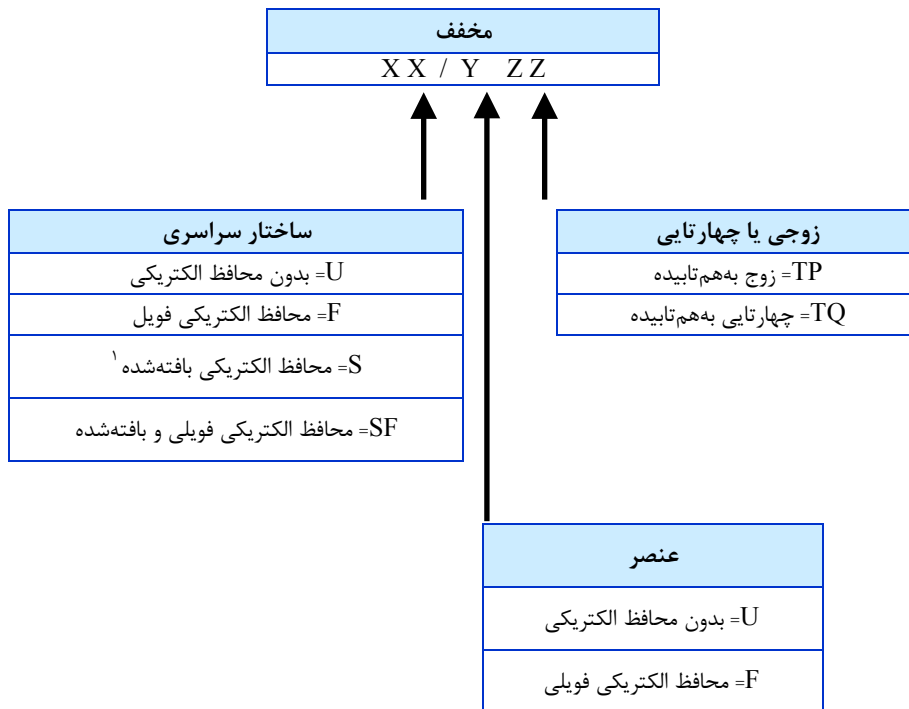 مخفف
XX / Y ZZ
ساختار سراسری
U= بدون محافظ الکتریکی
F= محافظ الکتریکی فویل
S= محافظ الکتریکی بافته‌شده ۱
SF= محافظ الکتریکی فویلی و بافته‌شده
زوجی یا چهارتایی
TP= زوج به‌هم‌تابیده
TQ= چهارتایی به‌هم‌تابیده
عنصر
U= بدون محافظ الکتریکی
F= محافظ الکتریکی فویلی